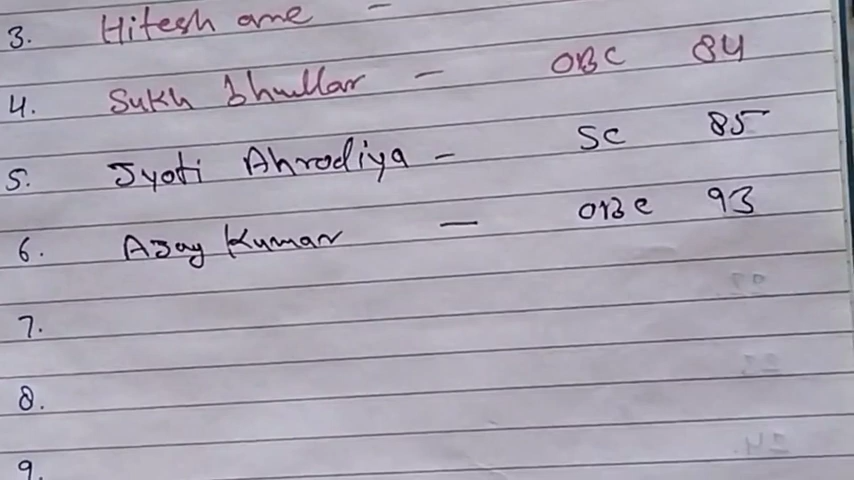 3. Hitesh ame -
4. Sukh bhullar - OBC 84
5. Jyoti Ahrodiya - SC 85
6. Ajay Kumar - OBC 93
7.
8.
9.